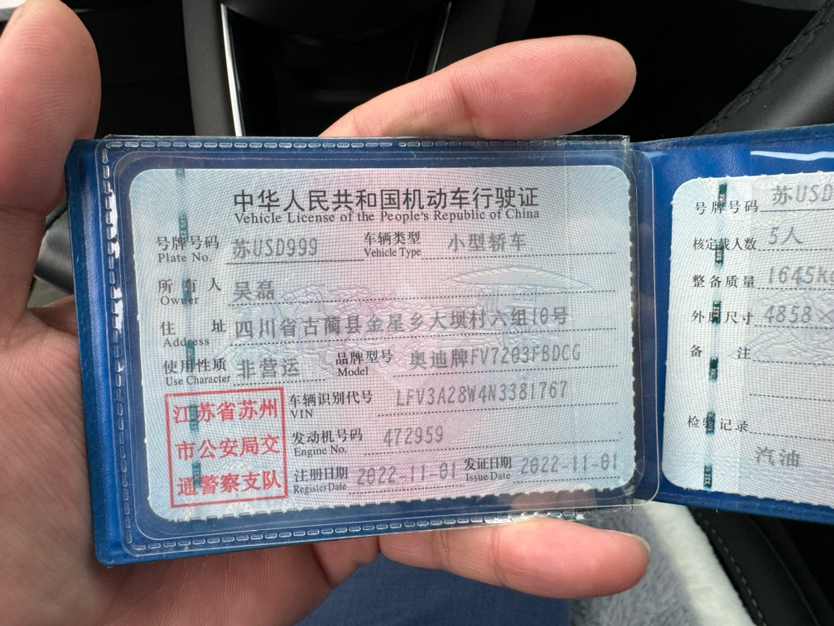 中华人民共和国机动车行驶证
Vehicle License of the People's Republic of China
号牌号码 苏USD999 车辆类型 小型轿车
Plate No. Vehicle Type
所有人 吴磊
Owner
住址 四川省古蔺县金星乡大坝村六组10号
Address
使用性质 非营运 品牌型号 奥迪牌FV7203FBDCG
Use Character Model
江苏省苏州
市公安局交
通警察支队
车辆识别代号 LFV3A28W4N3381767
VIN
发动机号码 472959
Engine No.
注册日期 2022-11-01 发证日期 2022-11-01
Register Date Issue Date
号牌号码 苏USD
核定载人数 5人
整备质量 1645K
外廓尺寸 4858×
备注
检验记录
汽油